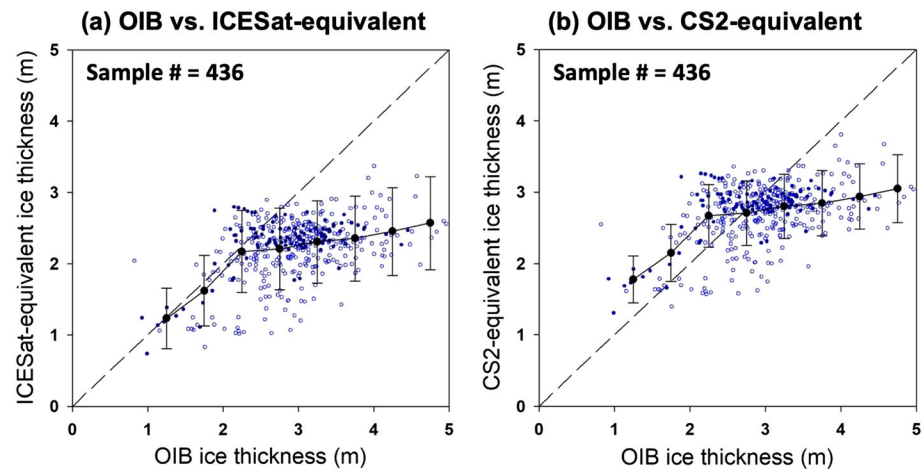 (a) OIB vs. ICESat-equivalent
Sample # = 436
ICESat-equivalent ice thickness (m)
5
4
3
2
1
0
0 1 2 3 4 5
OIB ice thickness (m)
(b) OIB vs. CS2-equivalent
Sample # = 436
CS2-equivalent ice thickness (m)
5
4
3
2
1
0
0 1 2 3 4 5
OIB ice thickness (m)